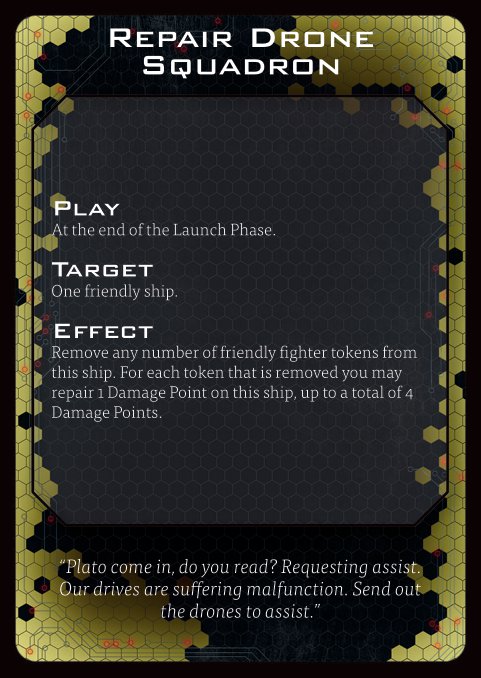 Repair Drone
Squadron
Play
At the end of the Launch Phase.
Target
One friendly ship.
Effect
Remove any number of friendly fighter tokens from
this ship. For each token that is removed you may
repair 1 Damage Point on this ship, up to a total of 4
Damage Points.
“Plato come in, do you read? Requesting assist.
Our drives are suffering malfunction. Send out
the drones to assist.”